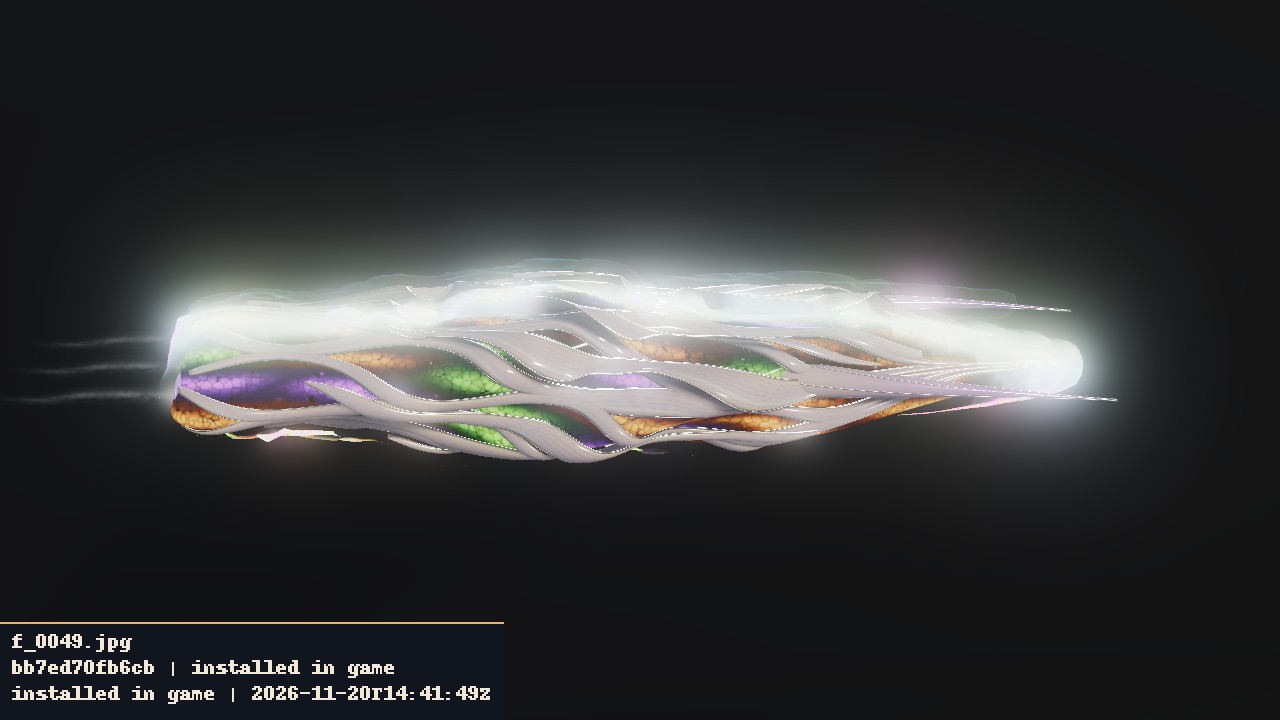 f_0049.jpg
bb7ed70fb6cb | installed in game
installed in game | 2026-11-20T14:41:49Z